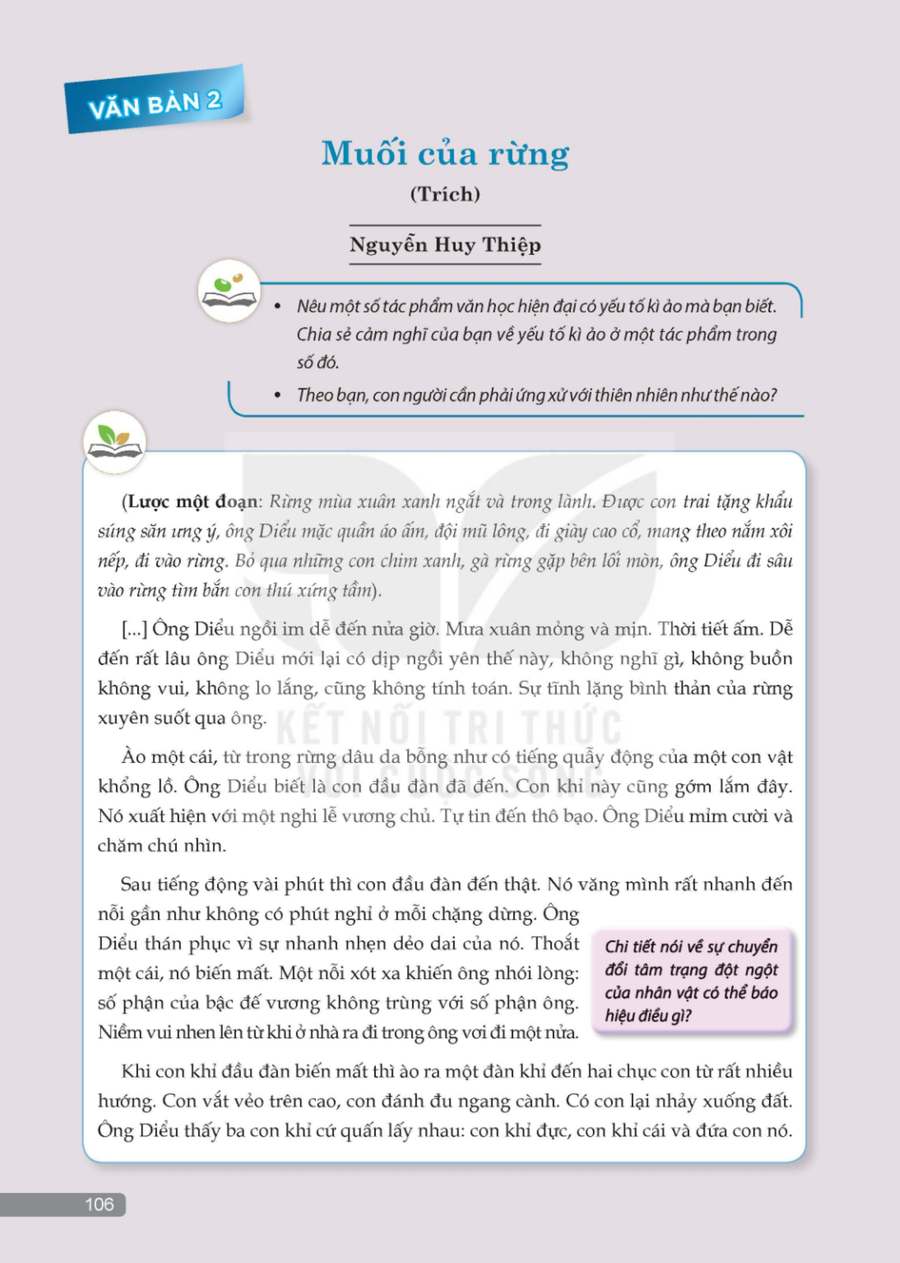 VĂN BẢN 2
Muối của rừng
(Trích)
Nguyễn Huy Thiệp
• Nêu một số tác phẩm văn học hiện đại có yếu tố kì ảo mà bạn biết.
Chia sẻ cảm nghĩ của bạn về yếu tố kì ảo ở một tác phẩm trong
số đó.
• Theo bạn, con người cần phải ứng xử với thiên nhiên như thế nào?
(Lược một đoạn: Rừng mùa xuân xanh ngắt và trong lành. Được con trai tặng khẩu
súng săn ưng ý, ông Diểu mặc quần áo ấm, đội mũ lông, đi giày cao cổ, mang theo nắm xôi
nếp, đi vào rừng. Bỏ qua những con chim xanh, gà rừng gặp bên lối mòn, ông Diểu đi sâu
vào rừng tìm bắn con thú xứng tầm).
[...] Ông Diểu ngồi im dễ đến nửa giờ. Mưa xuân mỏng và mịn. Thời tiết ấm. Dễ
đến rất lâu ông Diểu mới lại có dịp ngồi yên thế này, không nghĩ gì, không buồn
không vui, không lo lắng, cũng không tính toán. Sự tĩnh lặng bình thản của rừng
xuyên suốt qua ông.
KẾT NỐI TRI THỨC
VỚI CUỘC SỐNG
Ào một cái, từ trong rừng dâu da bỗng như có tiếng quẫy động của một con vật
khổng lồ. Ông Diểu biết là con đầu đàn đã đến. Con khỉ này cũng gớm lắm đây.
Nó xuất hiện với một nghi lễ vương chủ. Tự tin đến thô bạo. Ông Diểu mỉm cười và
chăm chú nhìn.
Sau tiếng động vài phút thì con đầu đàn đến thật. Nó văng mình rất nhanh đến
nỗi gần như không có phút nghỉ ở mỗi chặng dừng. Ông
Diểu thán phục vì sự nhanh nhẹn dẻo dai của nó. Thoắt
một cái, nó biến mất. Một nỗi xót xa khiến ông nhói lòng:
số phận của bậc đế vương không trùng với số phận ông.
Niềm vui nhen lên từ khi ở nhà ra đi trong ông vơi đi một nửa.
Chi tiết nói về sự chuyển
đổi tâm trạng đột ngột
của nhân vật có thể báo
hiệu điều gì?
Khi con khỉ đầu đàn biến mất thì ào ra một đàn khỉ đến hai chục con từ rất nhiều
hướng. Con vắt vẻo trên cao, con đánh đu ngang cành. Có con lại nhảy xuống đất.
Ông Diểu thấy ba con khỉ cứ quấn lấy nhau: con khỉ đực, con khỉ cái và đứa con nó.
106